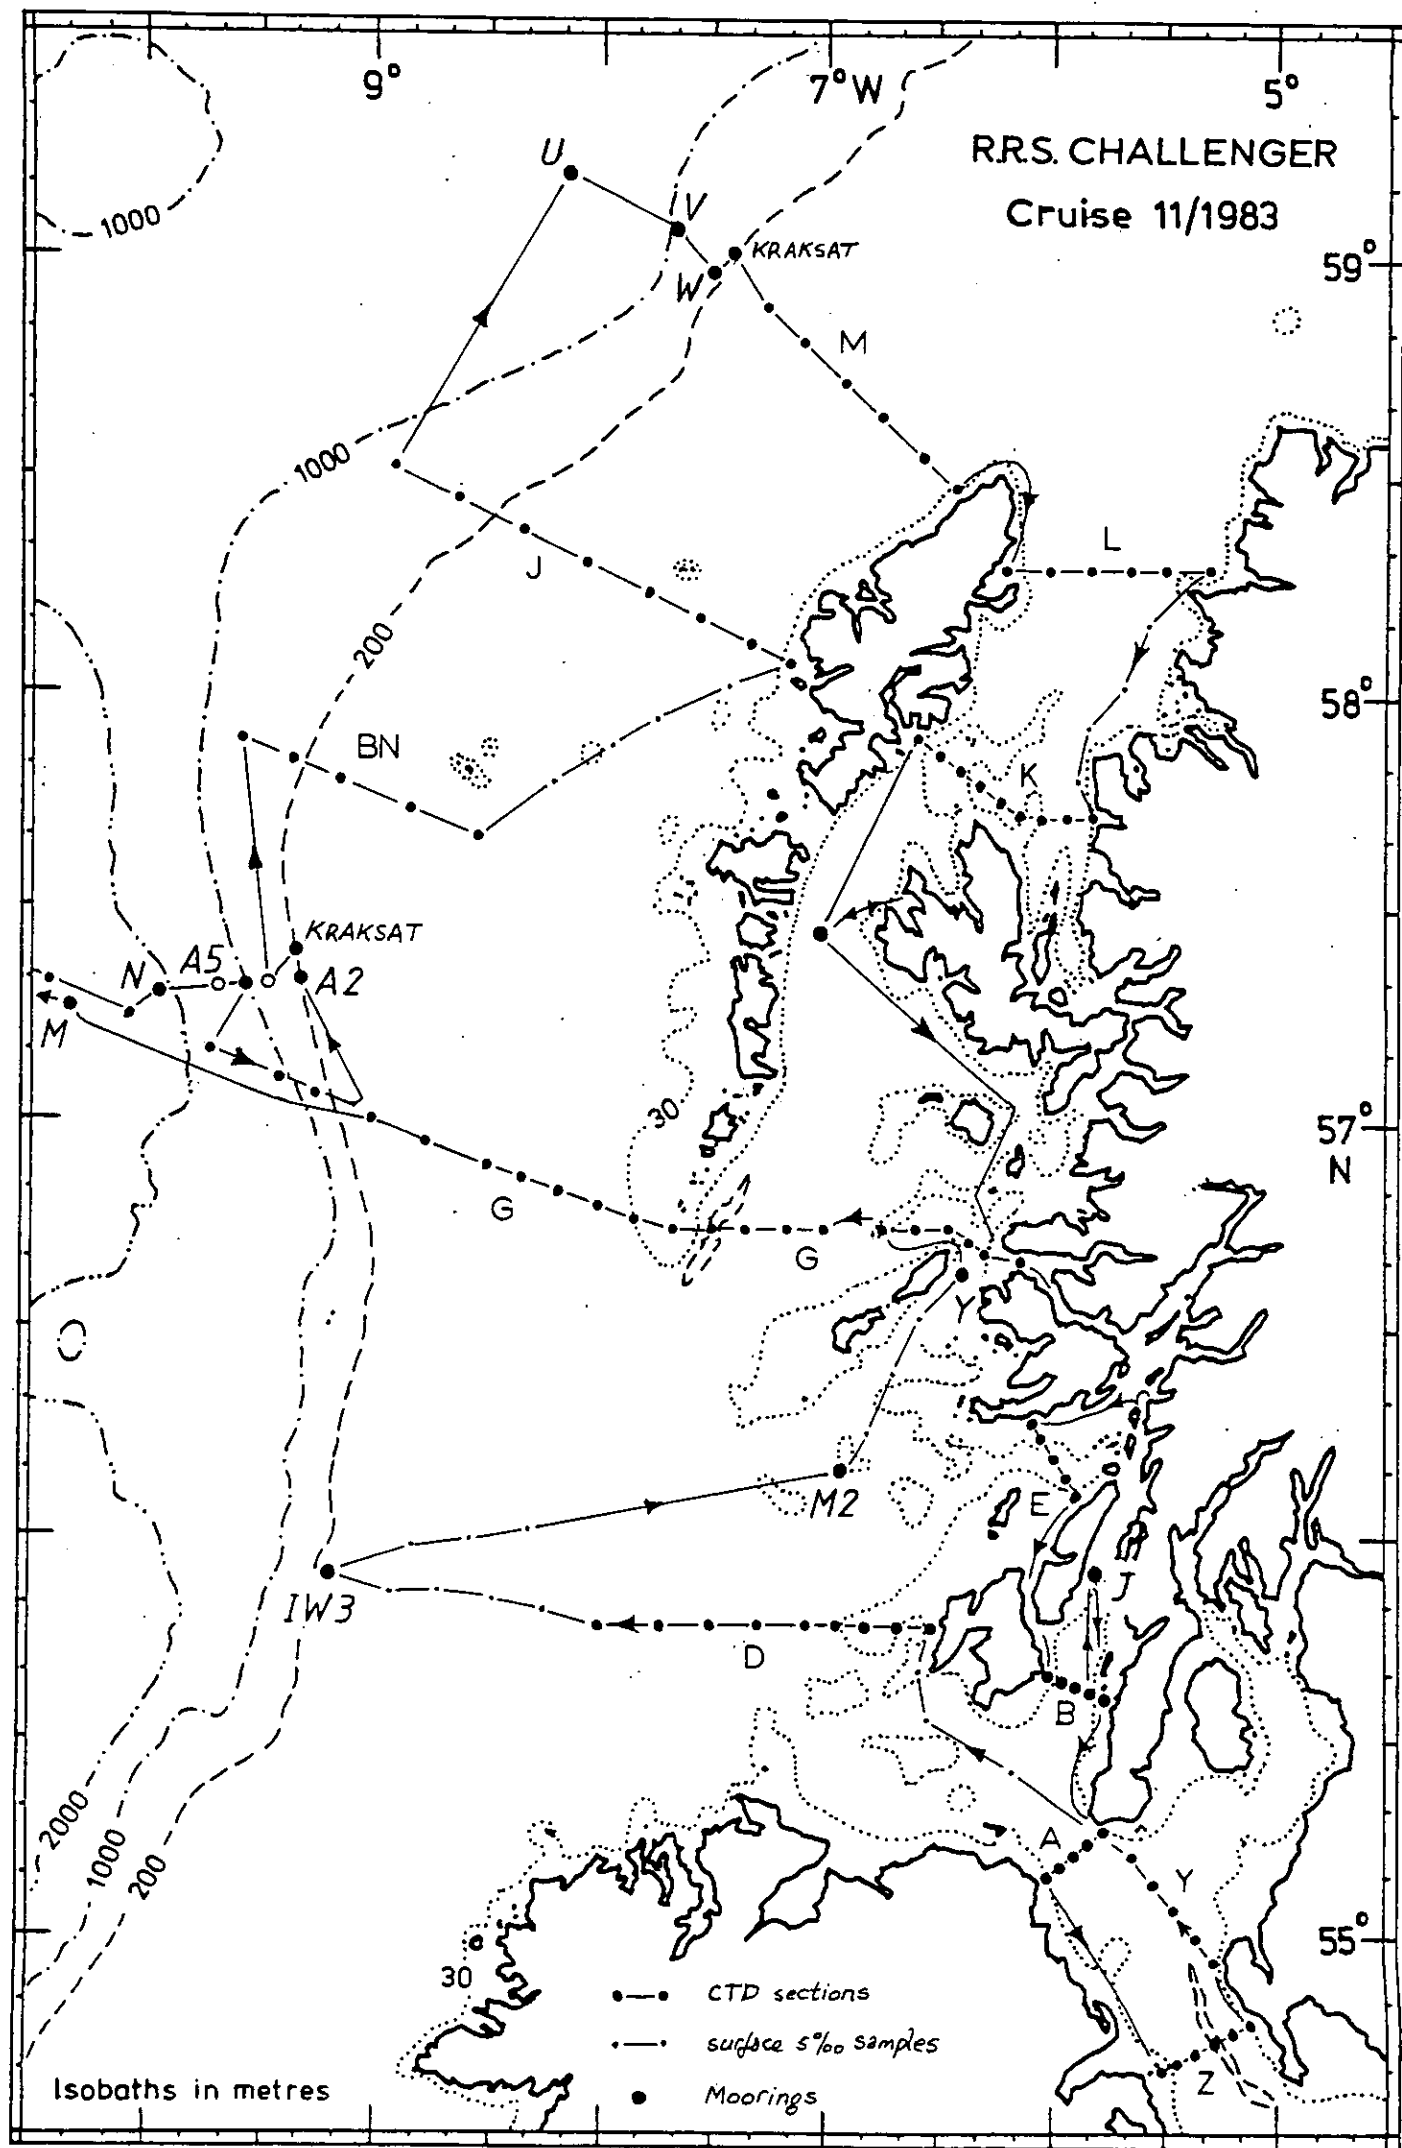 9°
7°W
5°
R.R.S. CHALLENGER
Cruise 11/1983
U
1000
V
KRAKSAT
W
59°
M
1000
L
J
200
58°
BN
K
KRAKSAT
N
A5
A2
M
30
57°
N
G
G
Y
M2
E
J
IW3
D
B
2000
1000
200
A
Y
55°
30
CTD sections
surface S‰ samples
Z
Isobaths in metres
Moorings